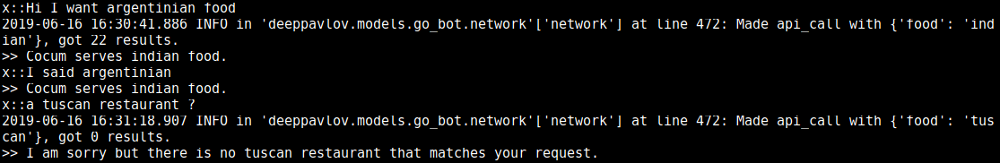 x::Hi I want argentinian food
2019-06-16 16:30:41.886 INFO in 'deeppavlov.models.go_bot.network'['network'] at line 472: Made api_call with {'food': 'ind
ian'}, got 22 results.
>> Cocum serves indian food.
x::I said argentinian
>> Cocum serves indian food.
x::a tuscan restaurant ?
2019-06-16 16:31:18.907 INFO in 'deeppavlov.models.go_bot.network'['network'] at line 472: Made api_call with {'food': 'tus
can'}, got 0 results.
>> I am sorry but there is no tuscan restaurant that matches your request.